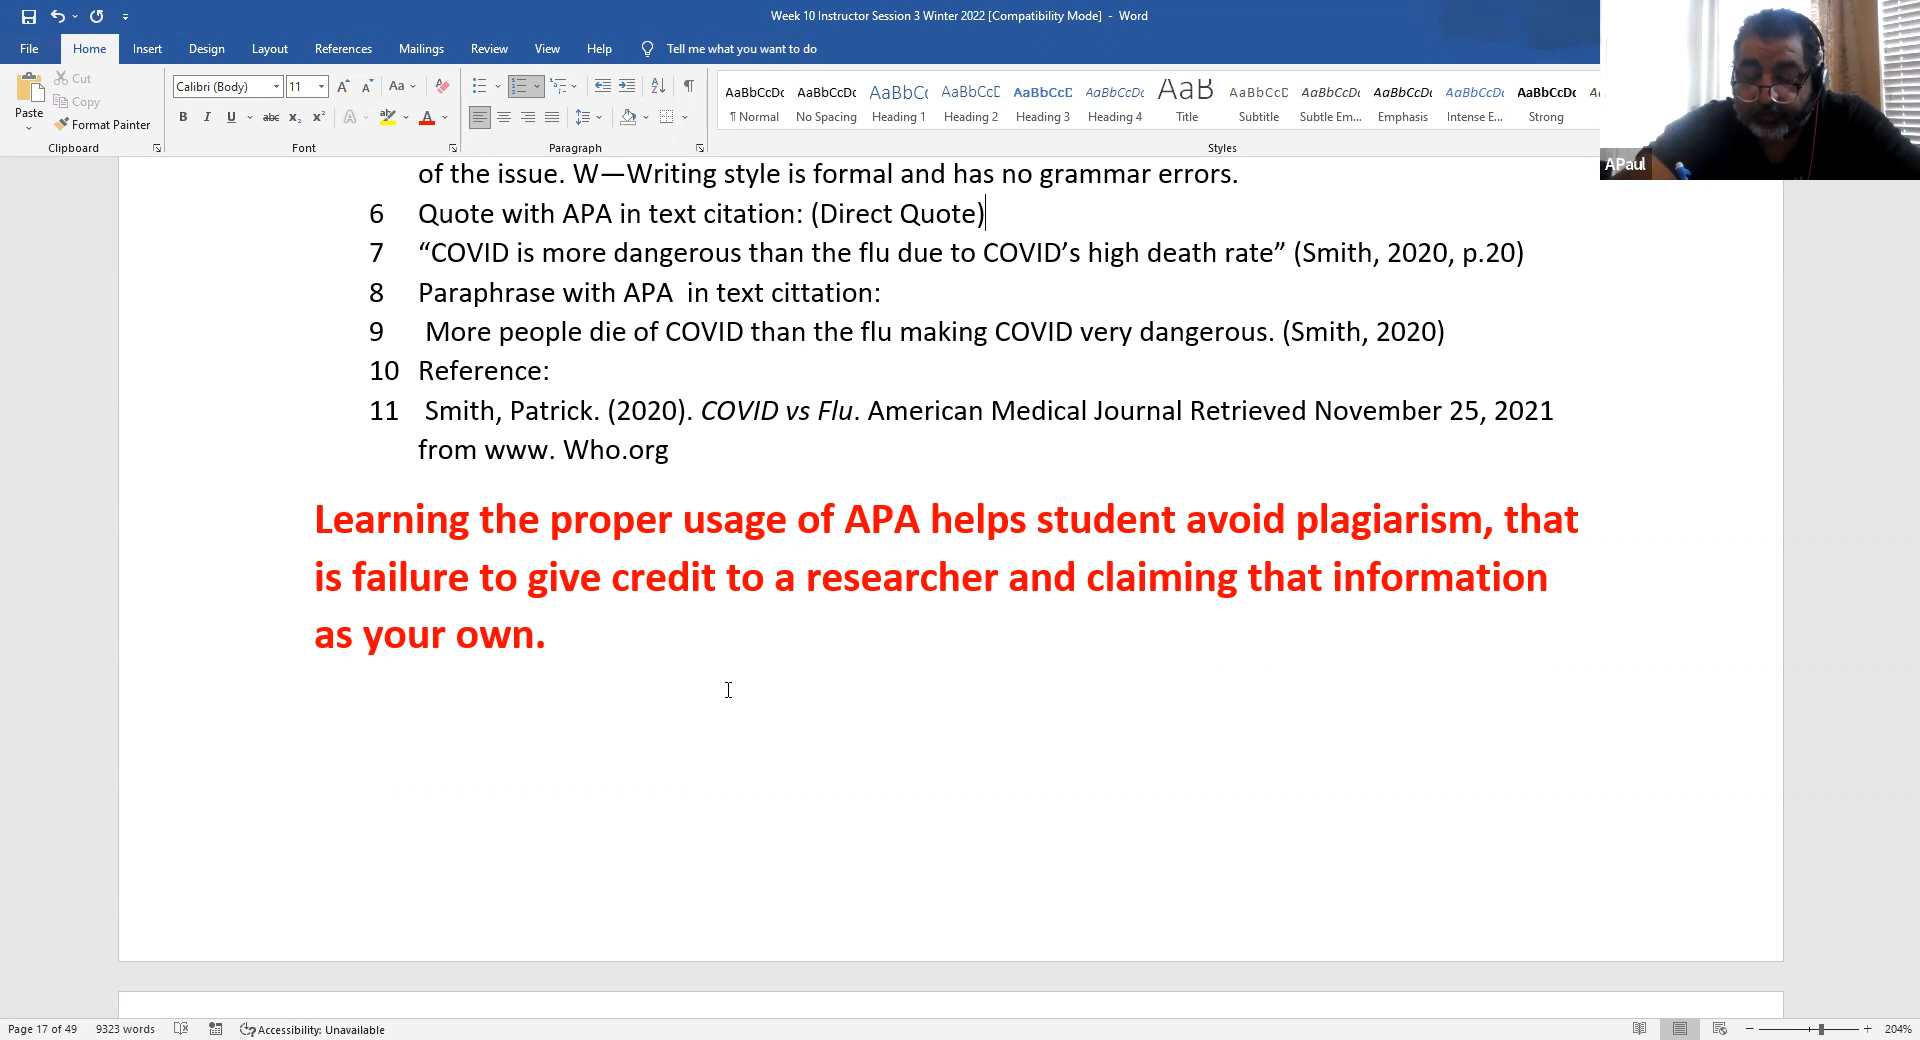 Week 10 Instructor Session 3 Winter 2022 [Compatibility Mode] - Word
File Home Insert Design Layout References Mailings Review View Help Tell me what you want to do
Paste
Cut
Copy
Format Painter
Clipboard
Calibri (Body) 11
Font
Paragraph
AaBbCcDc AaBbCcDc AaBbC AaBbCcD AaBbCcD AaBbCcDc AaB AaBbCcD AaBbCcDc AaBbCcDc AaBbCcDc AaBbCcDc
¶ Normal No Spacing Heading 1 Heading 2 Heading 3 Heading 4 Title Subtitle Subtle Em... Emphasis Intense E... Strong
Styles
APaul
of the issue. W—Writing style is formal and has no grammar errors.
6 Quote with APA in text citation: (Direct Quote)
7 “COVID is more dangerous than the flu due to COVID’s high death rate” (Smith, 2020, p.20)
8 Paraphrase with APA  in text cittation:
9 More people die of COVID than the flu making COVID very dangerous. (Smith, 2020)
10 Reference:
11 Smith, Patrick. (2020). COVID vs Flu. American Medical Journal Retrieved November 25, 2021
from www. Who.org
Learning the proper usage of APA helps student avoid plagiarism, that
is failure to give credit to a researcher and claiming that information
as your own.
Page 17 of 49 9323 words Accessibility: Unavailable 204%